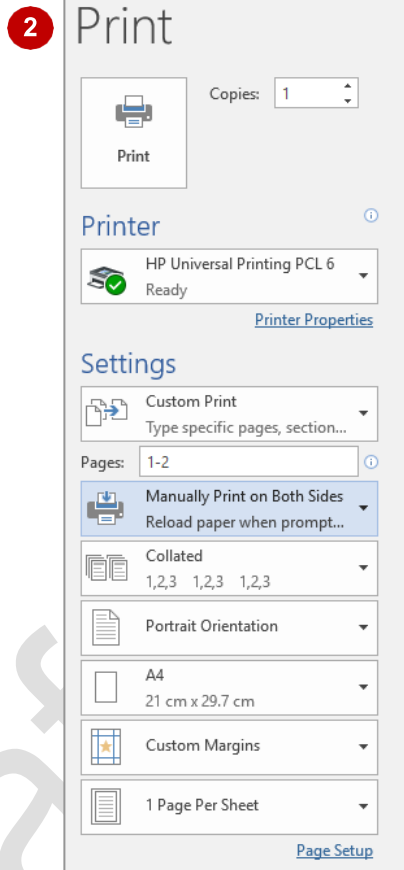 2
Print
Copies: 1
Print
Printer
HP Universal Printing PCL 6
Ready
Printer Properties
Settings
Custom Print
Type specific pages, section...
Pages: 1-2
Manually Print on Both Sides
Reload paper when prompt...
Collated
1,2,3 1,2,3 1,2,3
Portrait Orientation
A4
21 cm x 29.7 cm
Custom Margins
1 Page Per Sheet
Page Setup